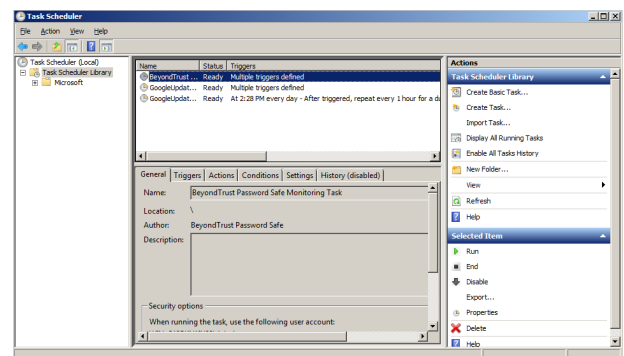 Task Scheduler
File Action View Help
Task Scheduler (Local)
Task Scheduler Library
Microsoft
Name Status Triggers
BeyondTrust ... Ready Multiple triggers defined
GoogleUpdat... Ready Multiple triggers defined
GoogleUpdat... Ready At 2:28 PM every day - After triggered, repeat every 1 hour for a da
General Triggers Actions Conditions Settings History (disabled)
Name: BeyondTrust Password Safe Monitoring Task
Location: \
Author: BeyondTrust Password Safe
Description:
Security options
When running the task, use the following user account:
Actions
Task Scheduler Library
Create Basic Task...
Create Task...
Import Task...
Display All Running Tasks
Enable All Tasks History
New Folder...
View
Refresh
Help
Selected Item
Run
End
Disable
Export...
Properties
Delete
Help